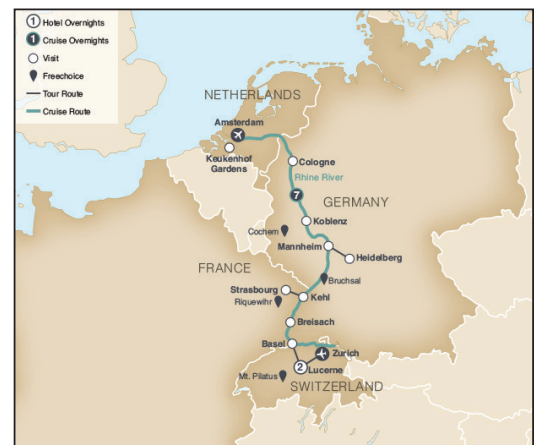 1 Hotel Overnights
1 Cruise Overnights
Visit
Freechoice
Tour Route
Cruise Route
NETHERLANDS
Amsterdam
Keukenhof
Gardens
Cologne
Rhine River
7
GERMANY
Koblenz
Cochem
Mannheim
Heidelberg
FRANCE
Bruchsal
Strasbourg
Kehl
Riquewihr
Breisach
Basel
Zurich
2
Lucerne
Mt. Pilatus
SWITZERLAND